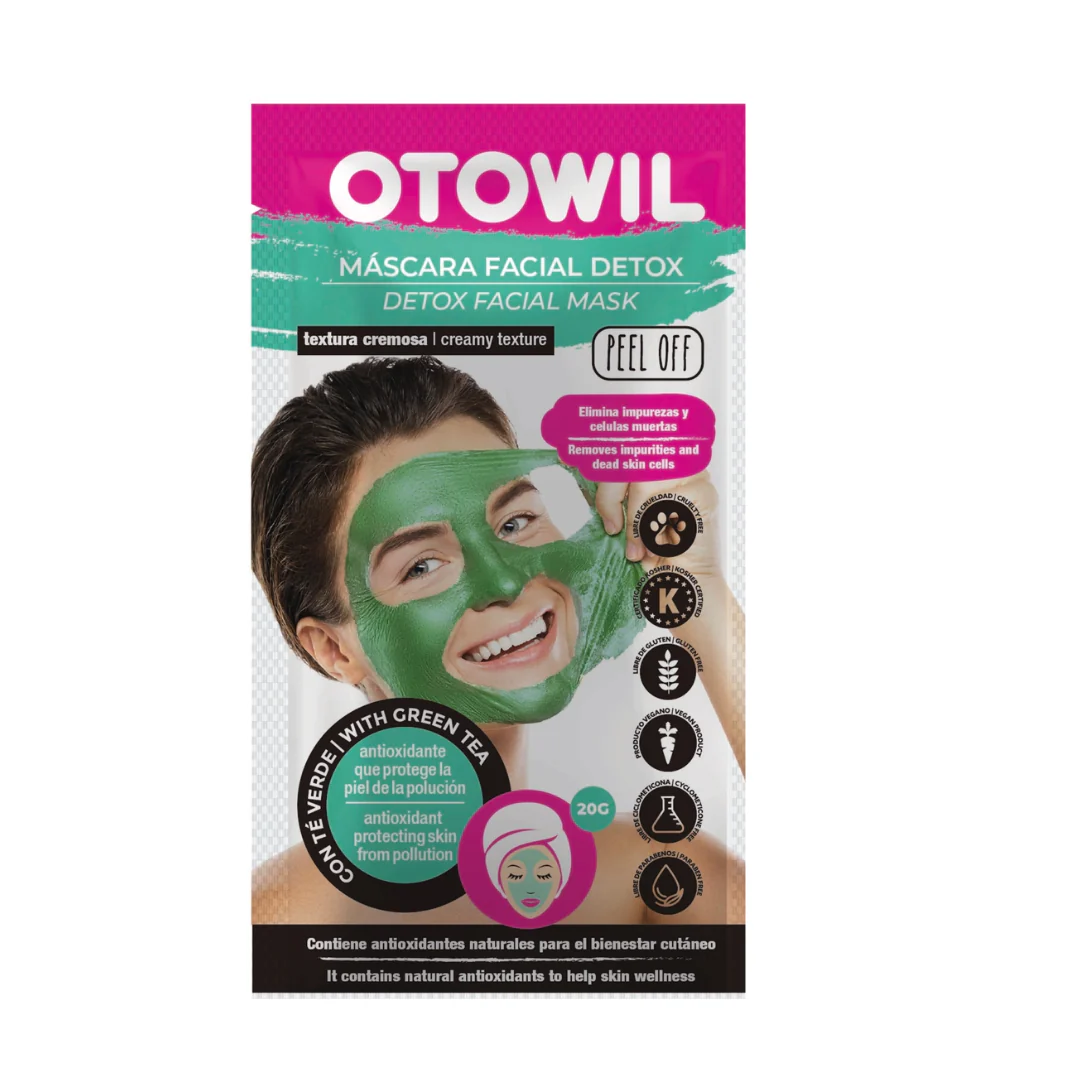 OTOWIL
MÁSCARA FACIAL DETOX
DETOX FACIAL MASK
textura cremosa | creamy texture
PEEL OFF
Elimina impurezas y
celulas muertas
Removes impurities and
dead skin cells
LIBRE DE CRUELDAD | CRUELTY FREE
CERTIFICADO KOSHER | KOSHER CERTIFIED
K
LIBRE DE GLUTEN | GLUTEN FREE
PRODUCTO VEGANO | VEGAN PRODUCT
LIBRE DE CICLOMETICONA | CYCLOMETICONE FREE
LIBRE DE PARABENOS | PARABEN FREE
CON TÉ VERDE | WITH GREEN TEA
antioxidante
que protege la
piel de la polución
antioxidant
protecting skin
from pollution
20G
Contiene antioxidantes naturales para el bienestar cutáneo
It contains natural antioxidants to help skin wellness